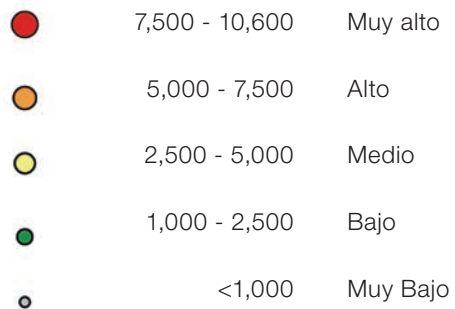 7,500 - 10,600 Muy alto
5,000 - 7,500 Alto
2,500 - 5,000 Medio
1,000 - 2,500 Bajo
<1,000 Muy Bajo